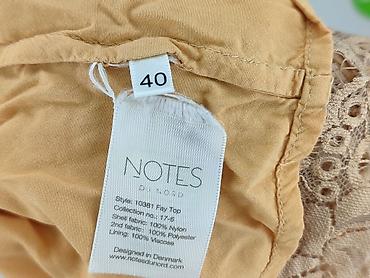 40
NOTES
DU NORD
Style: 10381 Fay Top
Collection no.: 17-6
Shell fabric: 100% Nylon
2nd fabric: 100% Polyester
Lining: 100% Viscose
Designed in Denmark
www.notesdunord.com